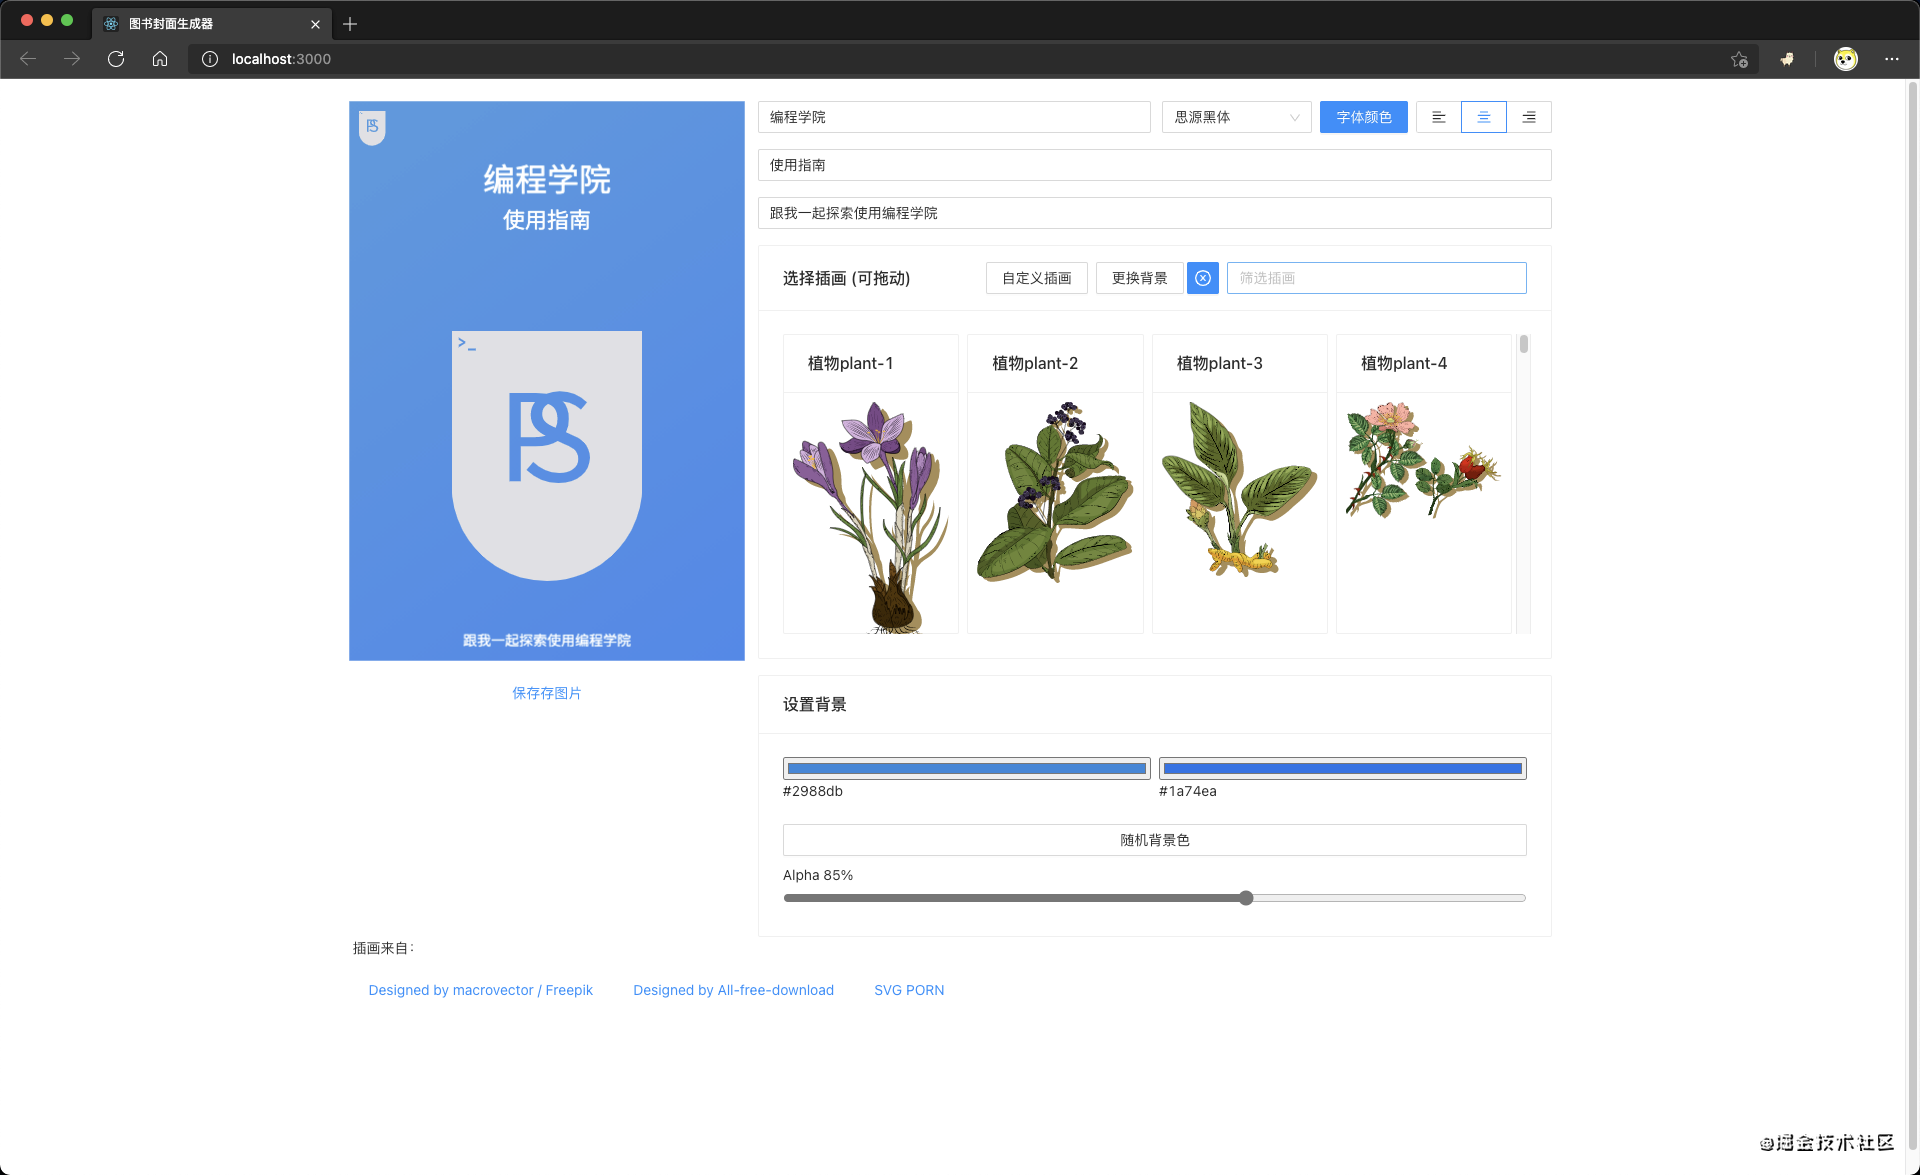 图书封面生成器
localhost:3000
编程学院
使用指南
>_
PS
跟我一起探索使用编程学院
保存存图片
编程学院
思源黑体
字体颜色
使用指南
跟我一起探索使用编程学院
选择插画 (可拖动)
自定义插画
更换背景
筛选插画
植物plant-1
植物plant-2
植物plant-3
植物plant-4
设置背景
#2988db
#1a74ea
随机背景色
Alpha 85%
插画来自：
Designed by macrovector / Freepik
Designed by All-free-download
SVG PORN
@掘金技术社区